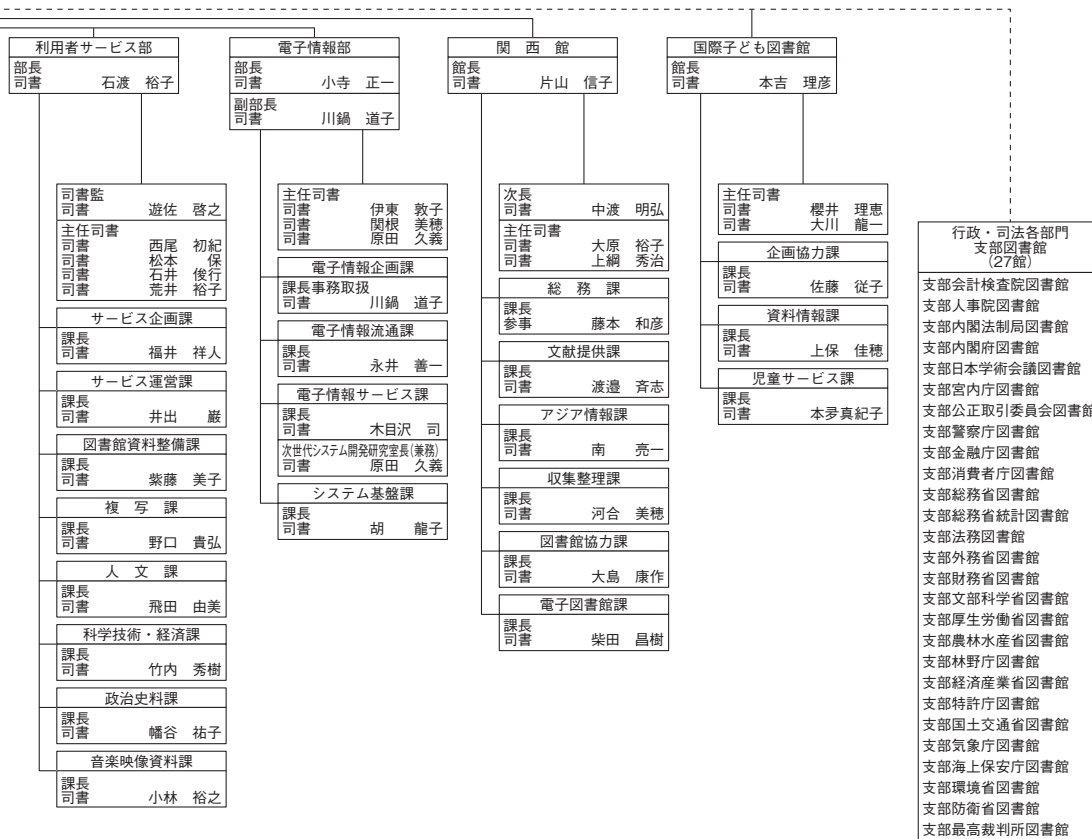 利用者サービス部
部長
司書 石渡 裕子
司書監
司書 遊佐 啓之
主任司書
司書 西尾 初紀
司書 松本 保
司書 石井 俊行
司書 荒井 裕子
サービス企画課
課長
司書 福井 祥人
サービス運営課
課長
司書 井出 巌
図書館資料整備課
課長
司書 紫藤 美子
複写課
課長
司書 野口 貴弘
人文課
課長
司書 飛田 由美
科学技術・経済課
課長
司書 竹内 秀樹
政治史料課
課長
司書 幡谷 祐子
音楽映像資料課
課長
司書 小林 裕之
電子情報部
部長
司書 小寺 正一
副部長
司書 川鍋 道子
主任司書
司書 伊東 敦子
司書 関根 美穂
司書 原田 久義
電子情報企画課
課長事務取扱
司書 川鍋 道子
電子情報流通課
課長
司書 永井 善一
電子情報サービス課
課長
司書 木目沢 司
次世代システム開発研究室長(兼務)
司書 原田 久義
システム基盤課
課長
司書 胡 龍子
関西館
館長
司書 片山 信子
次長
司書 中渡 明弘
主任司書
司書 大原 裕子
司書 上綱 秀治
総務課
課長
参事 藤本 和彦
文献提供課
課長
司書 渡邉 斉志
アジア情報課
課長
司書 南 亮一
収集整理課
課長
司書 河合 美穂
図書館協力課
課長
司書 大島 康作
電子図書館課
課長
司書 柴田 昌樹
国際子ども図書館
館長
司書 本吉 理彦
主任司書
司書 櫻井 理恵
司書 大川 龍一
企画協力課
課長
司書 佐藤 従子
資料情報課
課長
司書 上保 佳穂
児童サービス課
課長
司書 本夛真紀子
行政・司法各部門
支部図書館
(27館)
支部会計検査院図書館
支部人事院図書館
支部内閣法制局図書館
支部内閣府図書館
支部日本学術会議図書館
支部宮内庁図書館
支部公正取引委員会図書館
支部警察庁図書館
支部金融庁図書館
支部消費者庁図書館
支部総務省図書館
支部総務省統計図書館
支部法務図書館
支部外務省図書館
支部財務省図書館
支部文部科学省図書館
支部厚生労働省図書館
支部農林水産省図書館
支部林野庁図書館
支部経済産業省図書館
支部特許庁図書館
支部国土交通省図書館
支部気象庁図書館
支部海上保安庁図書館
支部環境省図書館
支部防衛省図書館
支部最高裁判所図書館